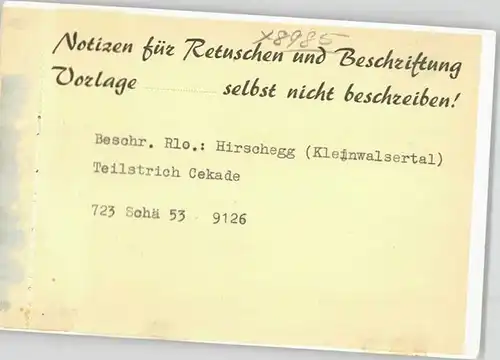 x8985
Notizen für Retuschen und Beschriftung
Vorlage ............ selbst nicht beschreiben!
Beschr. Rlo.: Hirschegg (Kleinwalsertal)
Teilstrich Cekade
723 Schä 53 9126